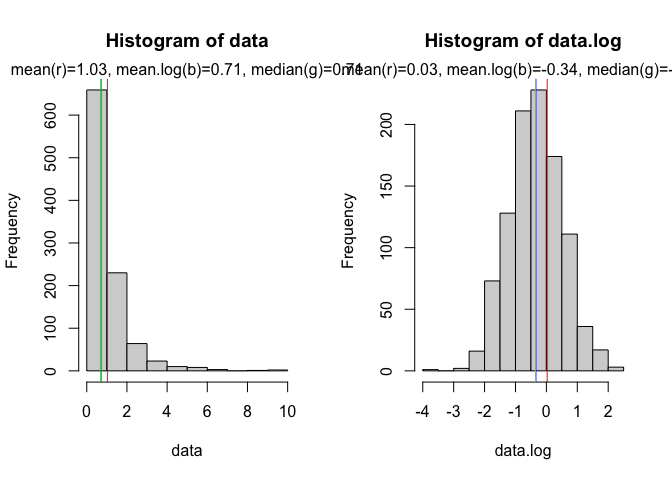 Histogram of data
mean(r)=1.03, mean.log(b)=0.71, median(g)=0.71
Frequency
0 100 200 300 400 500 600
0 2 4 6 8 10
data
Histogram of data.log
mean(r)=0.03, mean.log(b)=-0.34, median(g)=-
Frequency
0 50 100 150 200
-4 -3 -2 -1 0 1 2
data.log